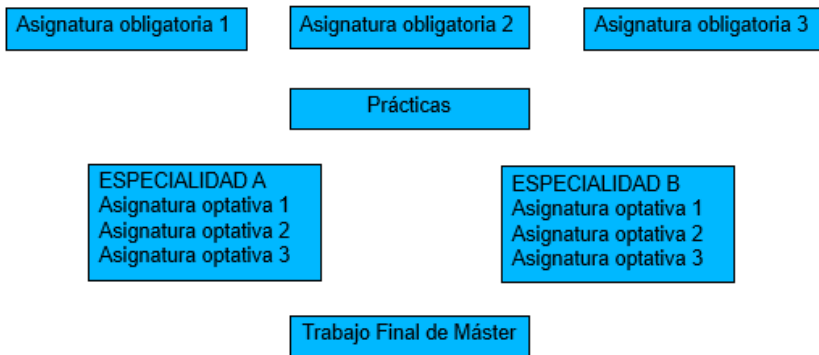 Asignatura obligatoria 1
Asignatura obligatoria 2
Asignatura obligatoria 3
Prácticas
ESPECIALIDAD A
Asignatura optativa 1
Asignatura optativa 2
Asignatura optativa 3
ESPECIALIDAD B
Asignatura optativa 1
Asignatura optativa 2
Asignatura optativa 3
Trabajo Final de Máster